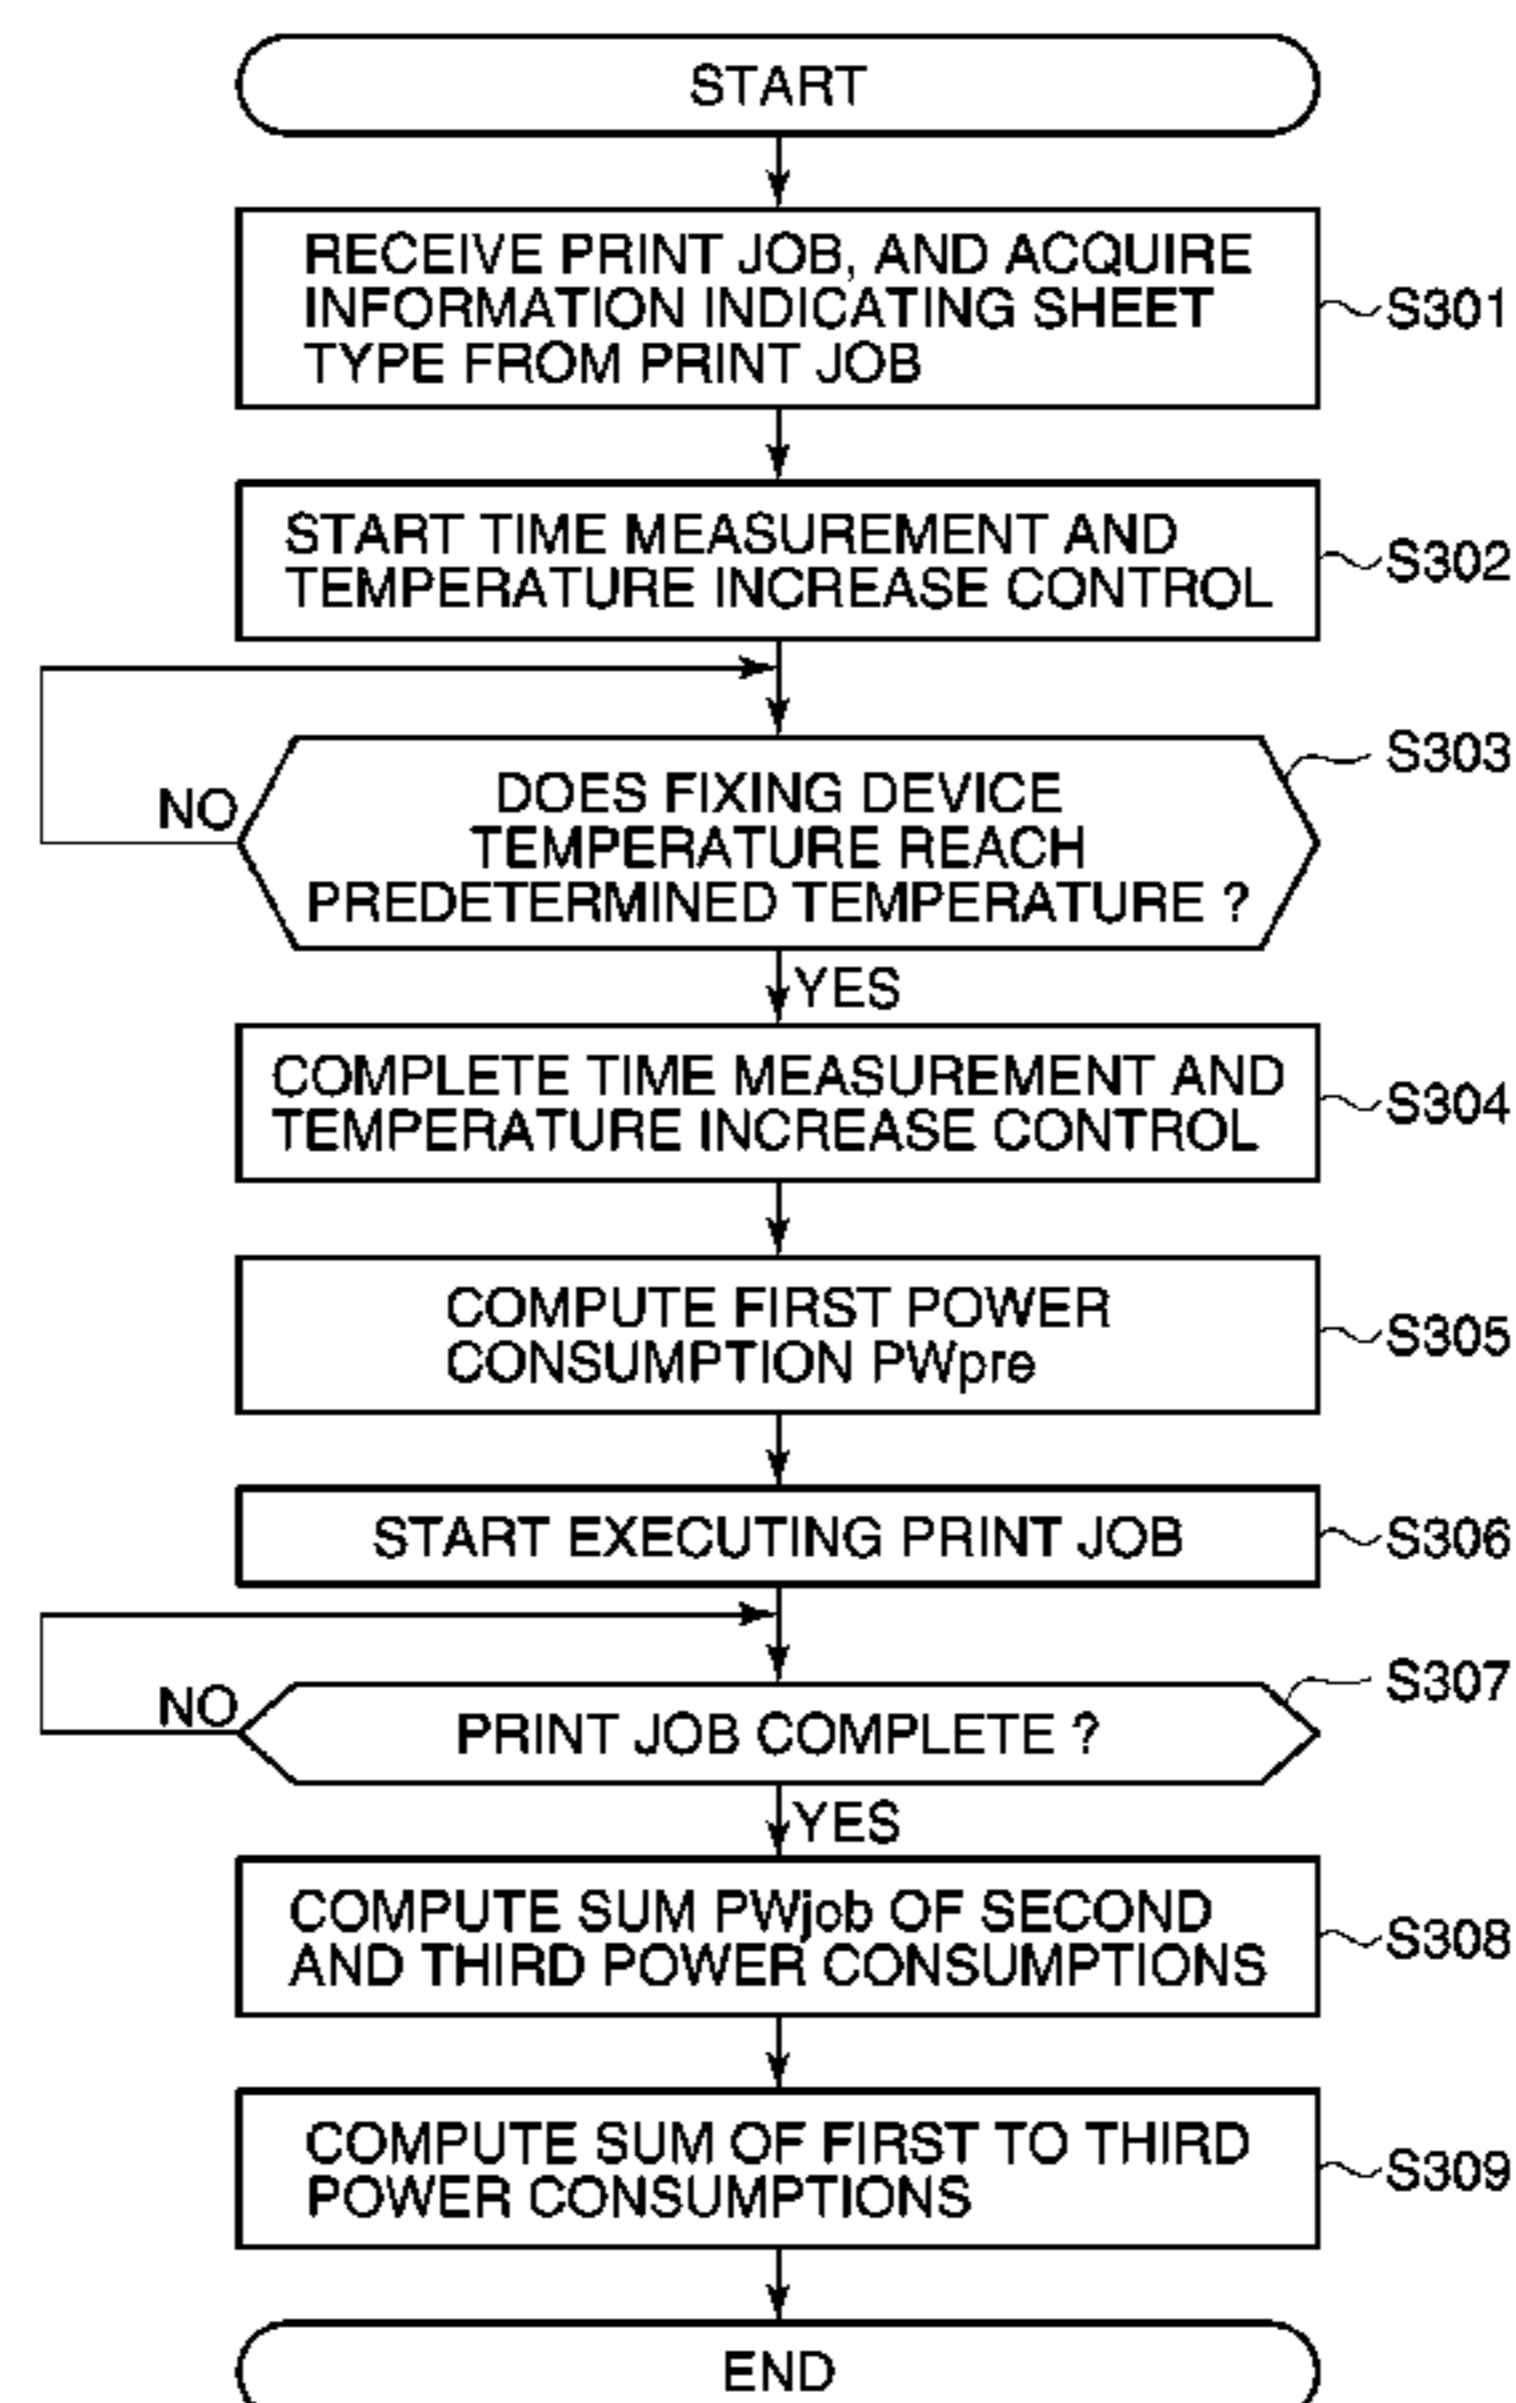 START
RECEIVE PRINT JOB, AND ACQUIRE
INFORMATION INDICATING SHEET
TYPE FROM PRINT JOB
S301
START TIME MEASUREMENT AND
TEMPERATURE INCREASE CONTROL
S302
DOES FIXING DEVICE
TEMPERATURE REACH
PREDETERMINED TEMPERATURE ?
S303
NO
YES
COMPLETE TIME MEASUREMENT AND
TEMPERATURE INCREASE CONTROL
S304
COMPUTE FIRST POWER
CONSUMPTION PWpre
S305
START EXECUTING PRINT JOB
S306
PRINT JOB COMPLETE ?
S307
NO
YES
COMPUTE SUM PWjob OF SECOND
AND THIRD POWER CONSUMPTIONS
S308
COMPUTE SUM OF FIRST TO THIRD
POWER CONSUMPTIONS
S309
END